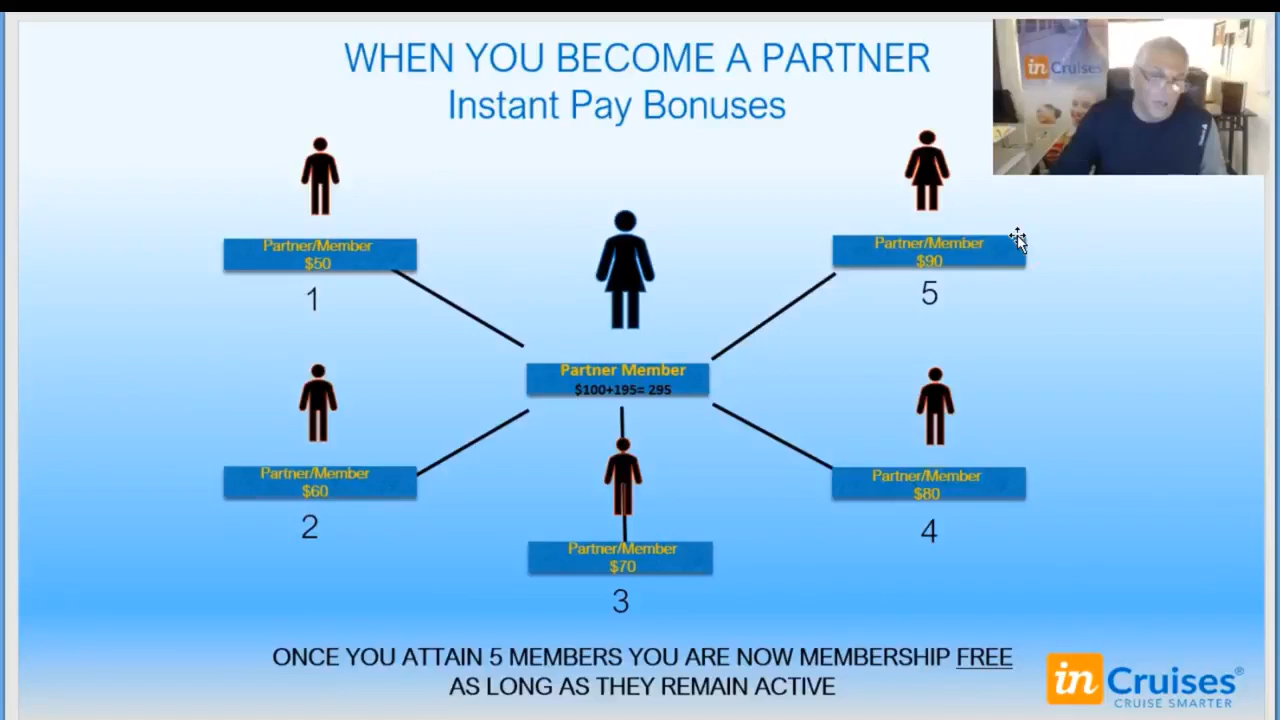 WHEN YOU BECOME A PARTNER
Instant Pay Bonuses
in Cruises
Partner/Member
$50
1
Partner/Member
$90
5
Partner Member
$100+195= 295
Partner/Member
$60
2
Partner/Member
$80
4
Partner/Member
$70
3
ONCE YOU ATTAIN 5 MEMBERS YOU ARE NOW MEMBERSHIP FREE
AS LONG AS THEY REMAIN ACTIVE
in Cruises®
CRUISE SMARTER